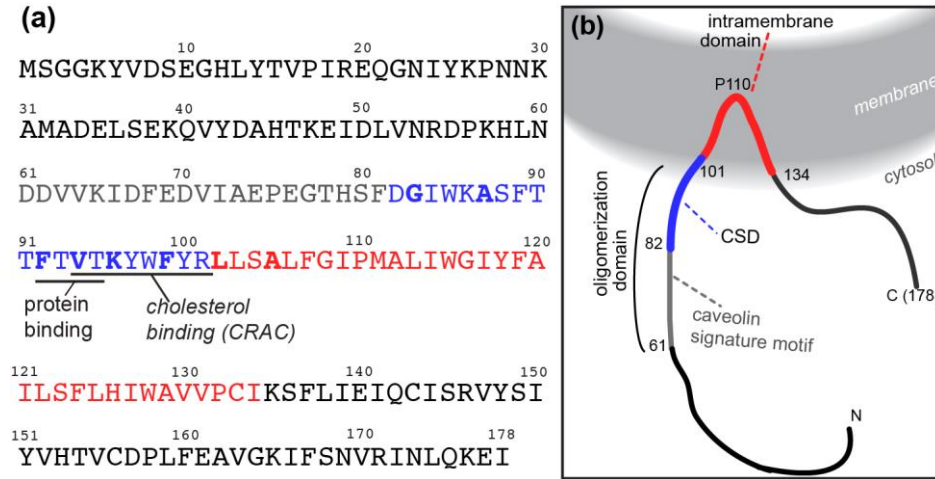 (a)
10 20 30
MSGGKYVDSEGHLYTVPIREQGNIYKPNNK
31 40 50 60
AMADELSEKQVYDAHTKEIDLVNRDPKHLN
61 70 80 90
DDVVKIDFEDVIAEPEGTHSFDGIWKASFT
91 100 110 120
TFTVTKYWFYRLLSALFGIPMALIWGIYFA
protein
binding
cholesterol
binding (CRAC)
121 130 140 150
ILSFLHIWAVVPCIKSFLIEIQCISRVYSI
151 160 170 178
YVHTVCDPLFEAVGKIFSNVRINLQKEI
(b)
intramembrane
domain
P110
membrane
cytosol
101
134
oligomerization
domain
82
CSD
C (178
caveolin
signature motif
61
N